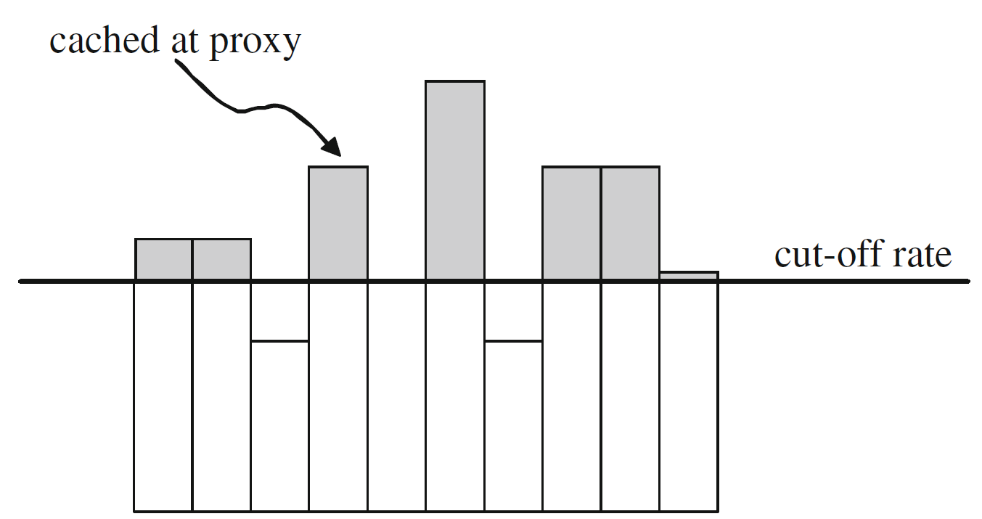 cached at proxy
cut-off rate